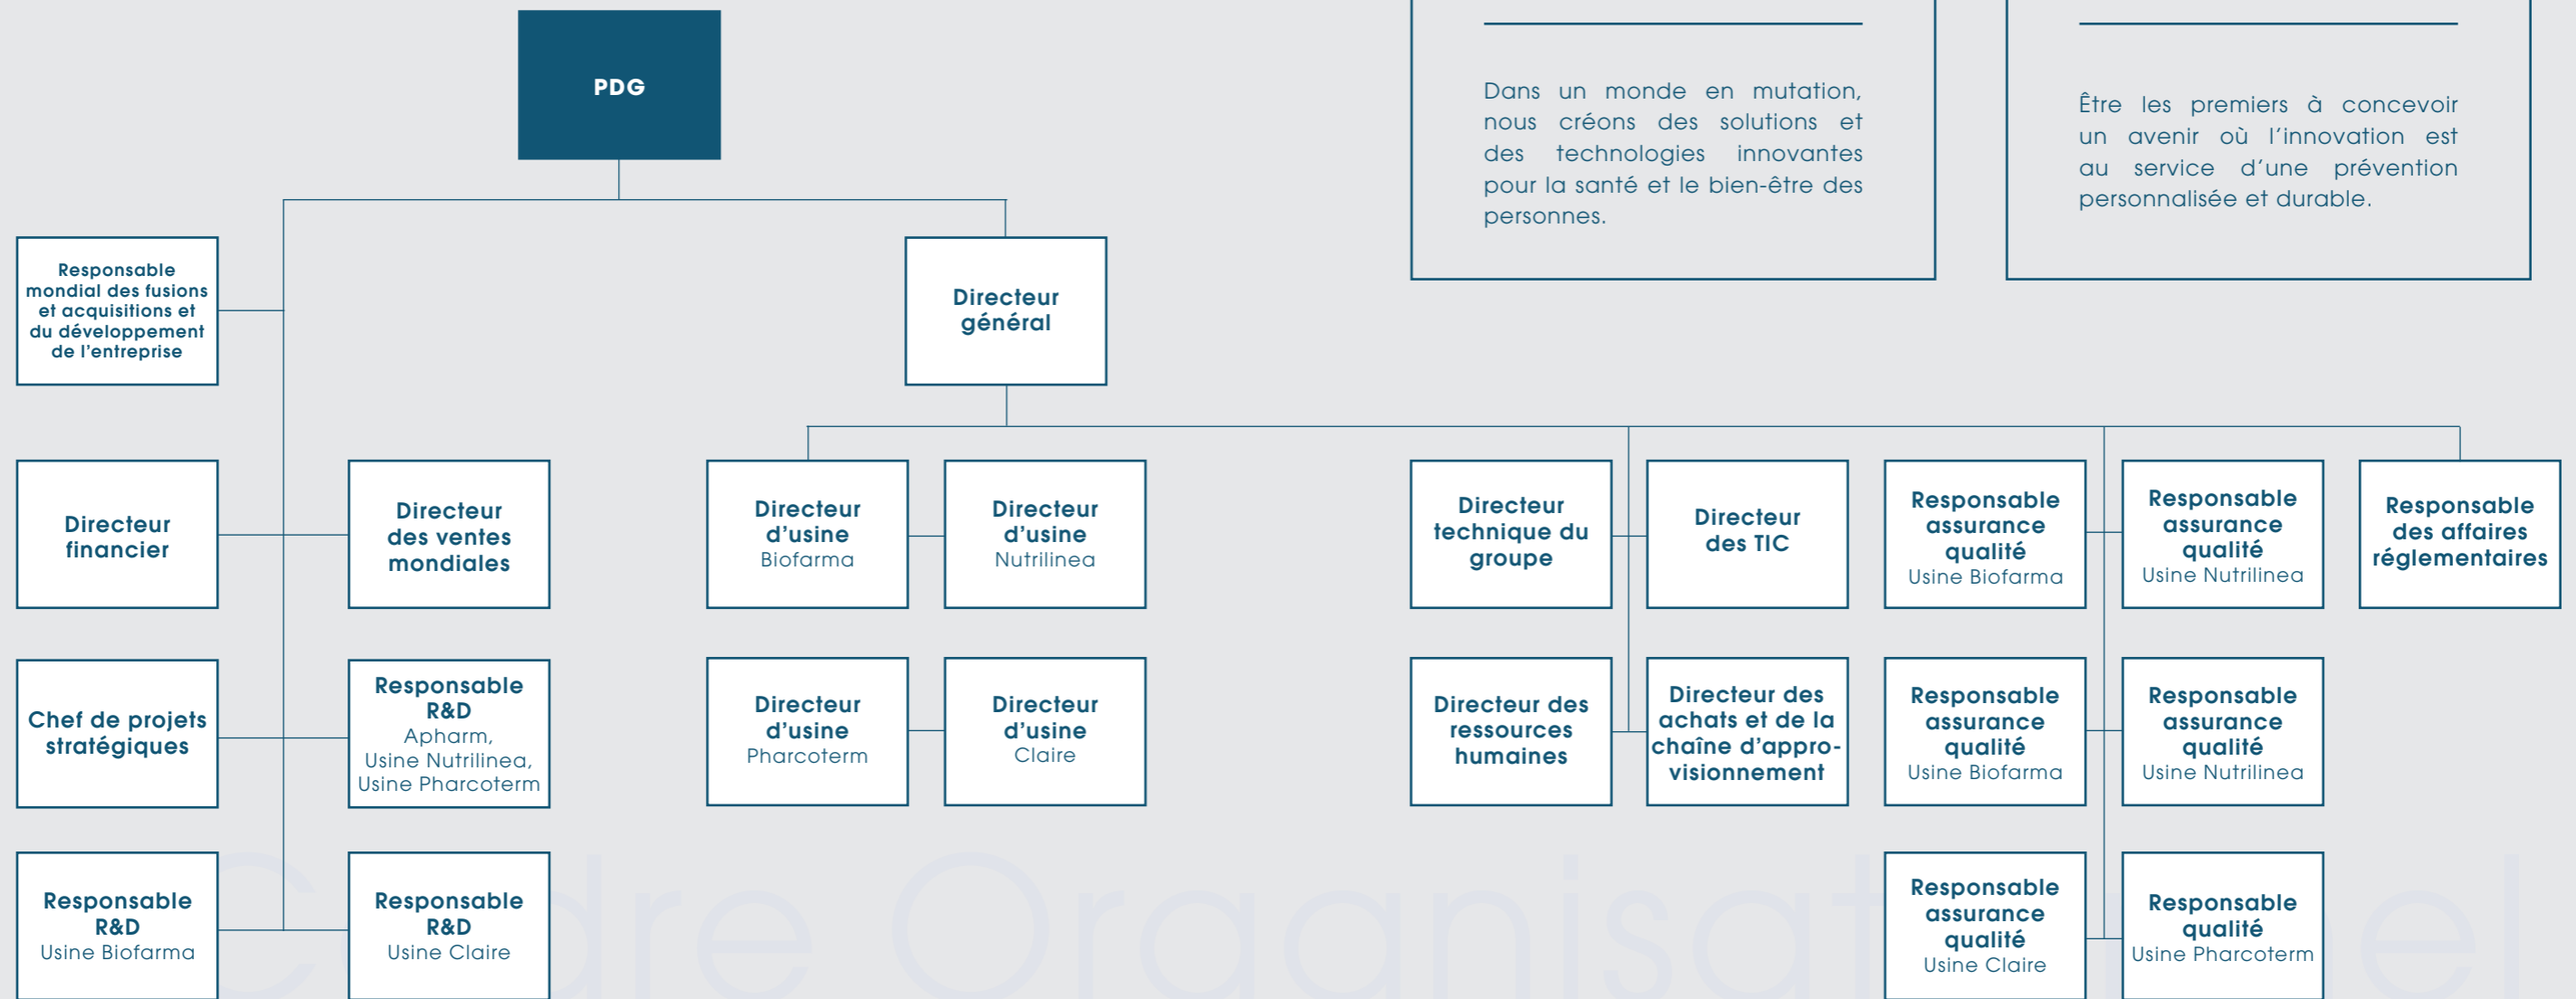 PDG
Dans un monde en mutation,
nous créons des solutions et
des technologies innovantes
pour la santé et le bien-être des
personnes.
Être les premiers à concevoir
un avenir où l’innovation est
au service d’une prévention
personnalisée et durable.
Responsable
mondial des fusions
et acquisitions et
du développement
de l’entreprise
Directeur
général
Directeur
financier
Directeur
des ventes
mondiales
Directeur
d’usine
Biofarma
Directeur
d’usine
Nutrilinea
Directeur
technique du
groupe
Directeur
des TIC
Responsable
assurance
qualité
Usine Biofarma
Responsable
assurance
qualité
Usine Nutrilinea
Responsable
des affaires
réglementaires
Chef de projets
stratégiques
Responsable
R&D
Apharm,
Usine Nutrilinea,
Usine Pharcoterm
Directeur
d’usine
Pharcoterm
Directeur
d’usine
Claire
Directeur des
ressources
humaines
Directeur des
achats et de la
chaîne d’appro-
visionnement
Responsable
assurance
qualité
Usine Biofarma
Responsable
assurance
qualité
Usine Nutrilinea
Responsable
R&D
Usine Biofarma
Responsable
R&D
Usine Claire
Responsable
assurance
qualité
Usine Claire
Responsable
qualité
Usine Pharcoterm